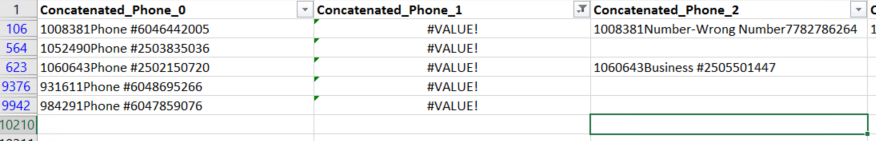 1 Concatenated_Phone_0 Concatenated_Phone_1 Concatenated_Phone_2
106 1008381Phone #6046442005 #VALUE! 1008381Number-Wrong Number7782786264 1
564 1052490Phone #2503835036 #VALUE!
623 1060643Phone #2502150720 #VALUE! 1060643Business #2505501447
9376 931611Phone #6048695266 #VALUE!
9942 984291Phone #6047859076 #VALUE!
10210